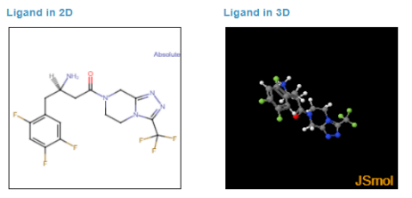 Ligand in 2D
Ligand in 3D
Absolute
H
NH₂
O
N
N
N
N
F
F
F
F
F
F
JSmol